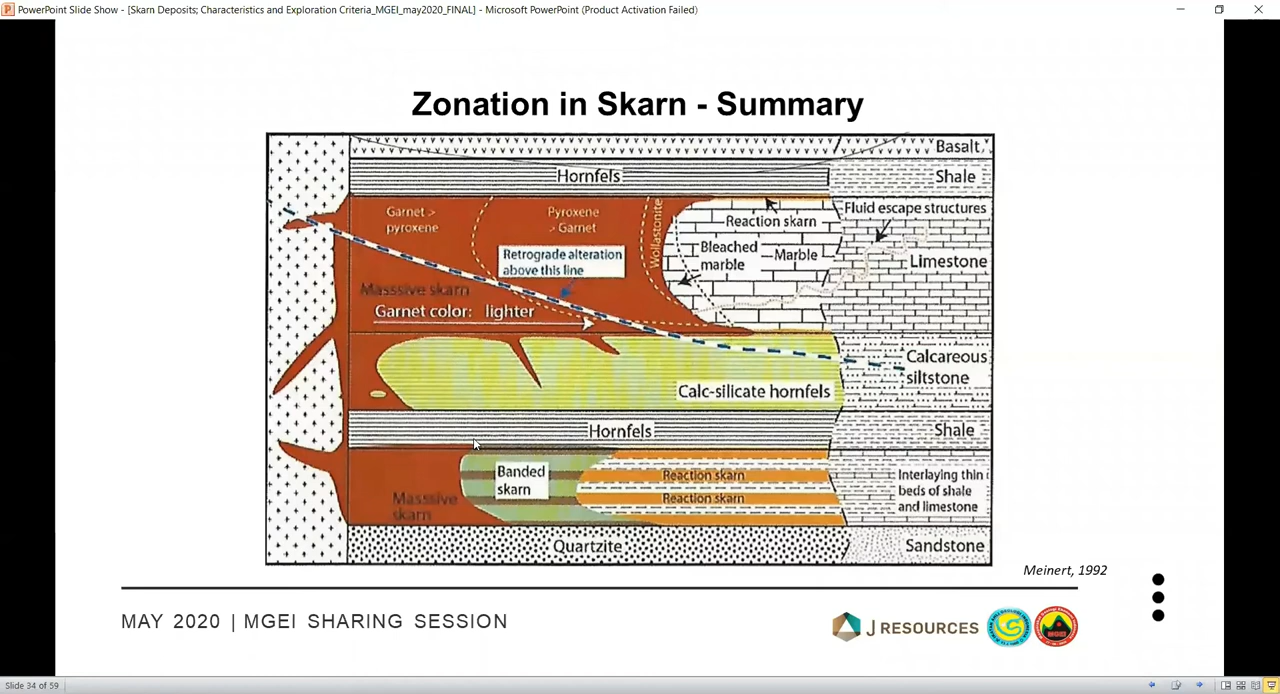 PowerPoint Slide Show - [Skarn Deposits; Characteristics and Exploration Criteria_MGEI_may2020_FINAL] - Microsoft PowerPoint (Product Activation Failed)
Zonation in Skarn - Summary
Basalt
Hornfels
Shale
Garnet >
pyroxene
Pyroxene
> Garnet
Wollastonite
Reaction skarn
Fluid escape structures
Retrograde alteration
above this line
Bleached
marble
Marble
Limestone
Masssive skarn
Garnet color: lighter
Calcareous
siltstone
Calc-silicate hornfels
Hornfels
Shale
Banded
skarn
Reaction skarn
Reaction skarn
Interlaying thin
beds of shale
and limestone
Masssive
skarn
Quartzite
Sandstone
Meinert, 1992
MAY 2020 | MGEI SHARING SESSION
J RESOURCES
MGEI
Slide 34 of 59